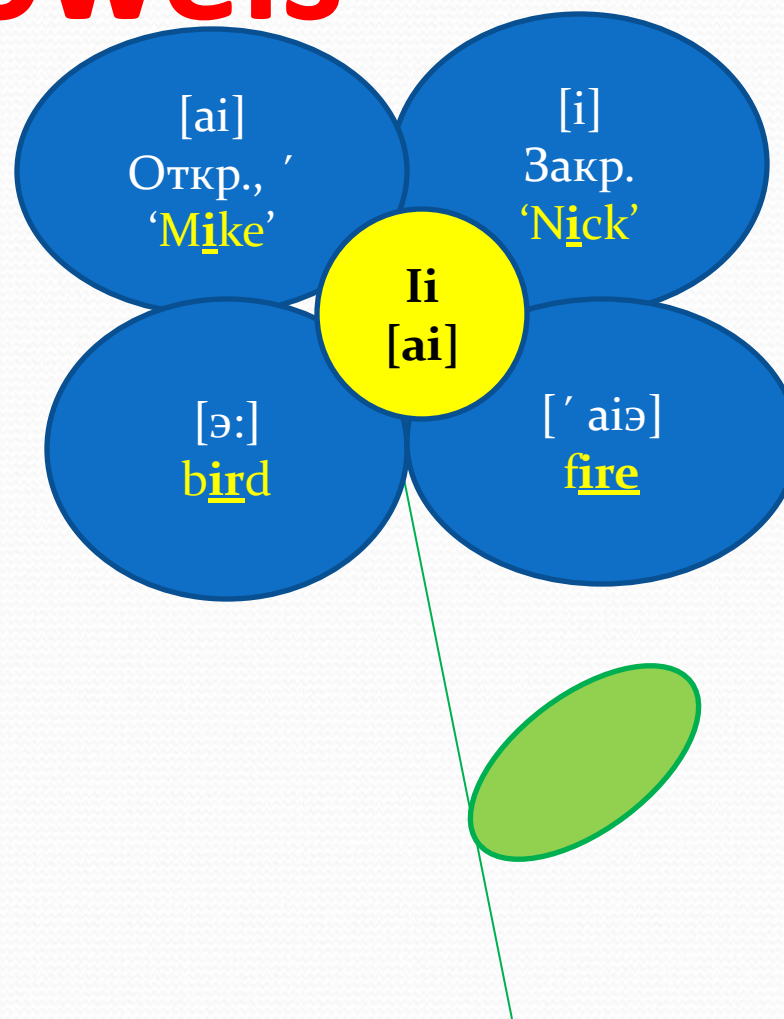 [ai]
Откр., ´
‘Mike’
[i]
Закр.
‘Nick’
Ii
[ai]
[э:]
bird
[´ aiэ]
fire